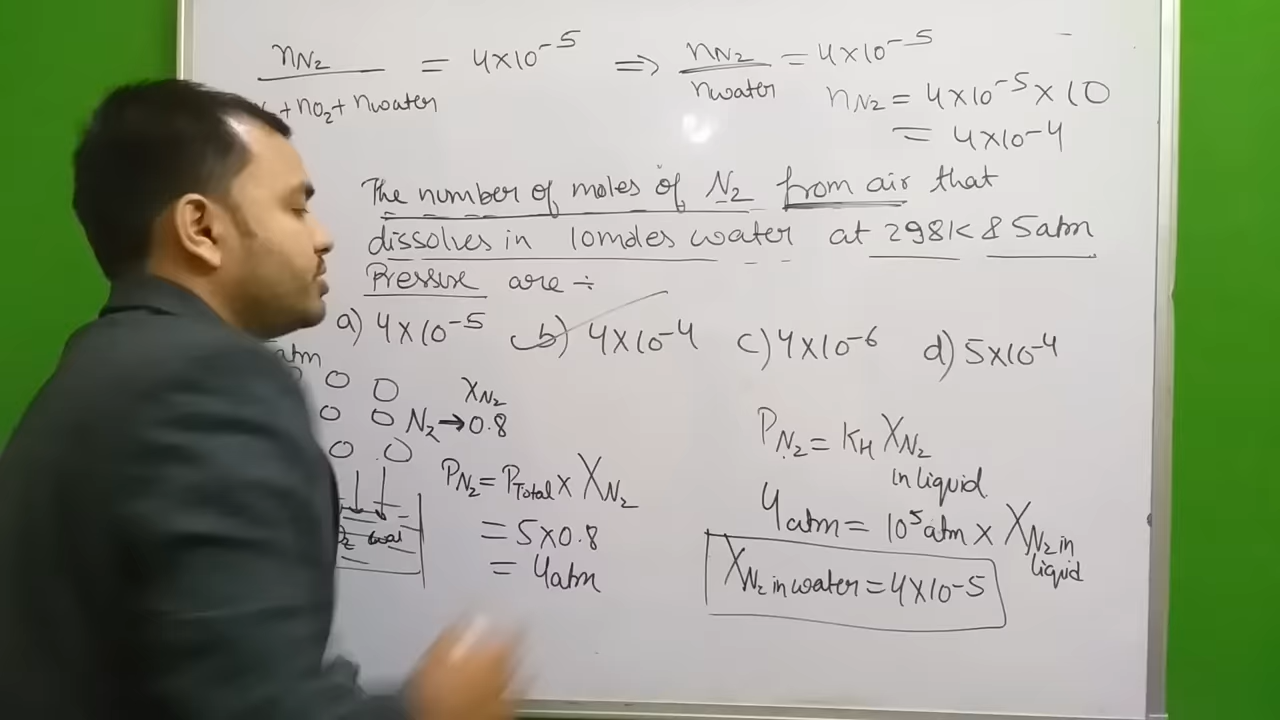 nN₂ = 4×10⁻⁵ ⇒ nN₂ = 4×10⁻⁵
+ nO₂ + nwater nwater nN₂ = 4×10⁻⁵ × 10
= 4×10⁻⁴
The number of moles of N₂ from air that
dissolves in 10moles water at 298K & 5atm
Pressure are ÷
a) 4×10⁻⁵ b) 4×10⁻⁴ c) 4×10⁻⁶ d) 5×10⁻⁴
atm
XN₂
N₂ → 0.8
PN₂ = PTotal × XN₂
= 5×0.8
= 4atm
PN₂ = KH XN₂
in liquid
4atm = 10⁵atm × XN₂ in
liquid
XN₂ in water = 4×10⁻⁵